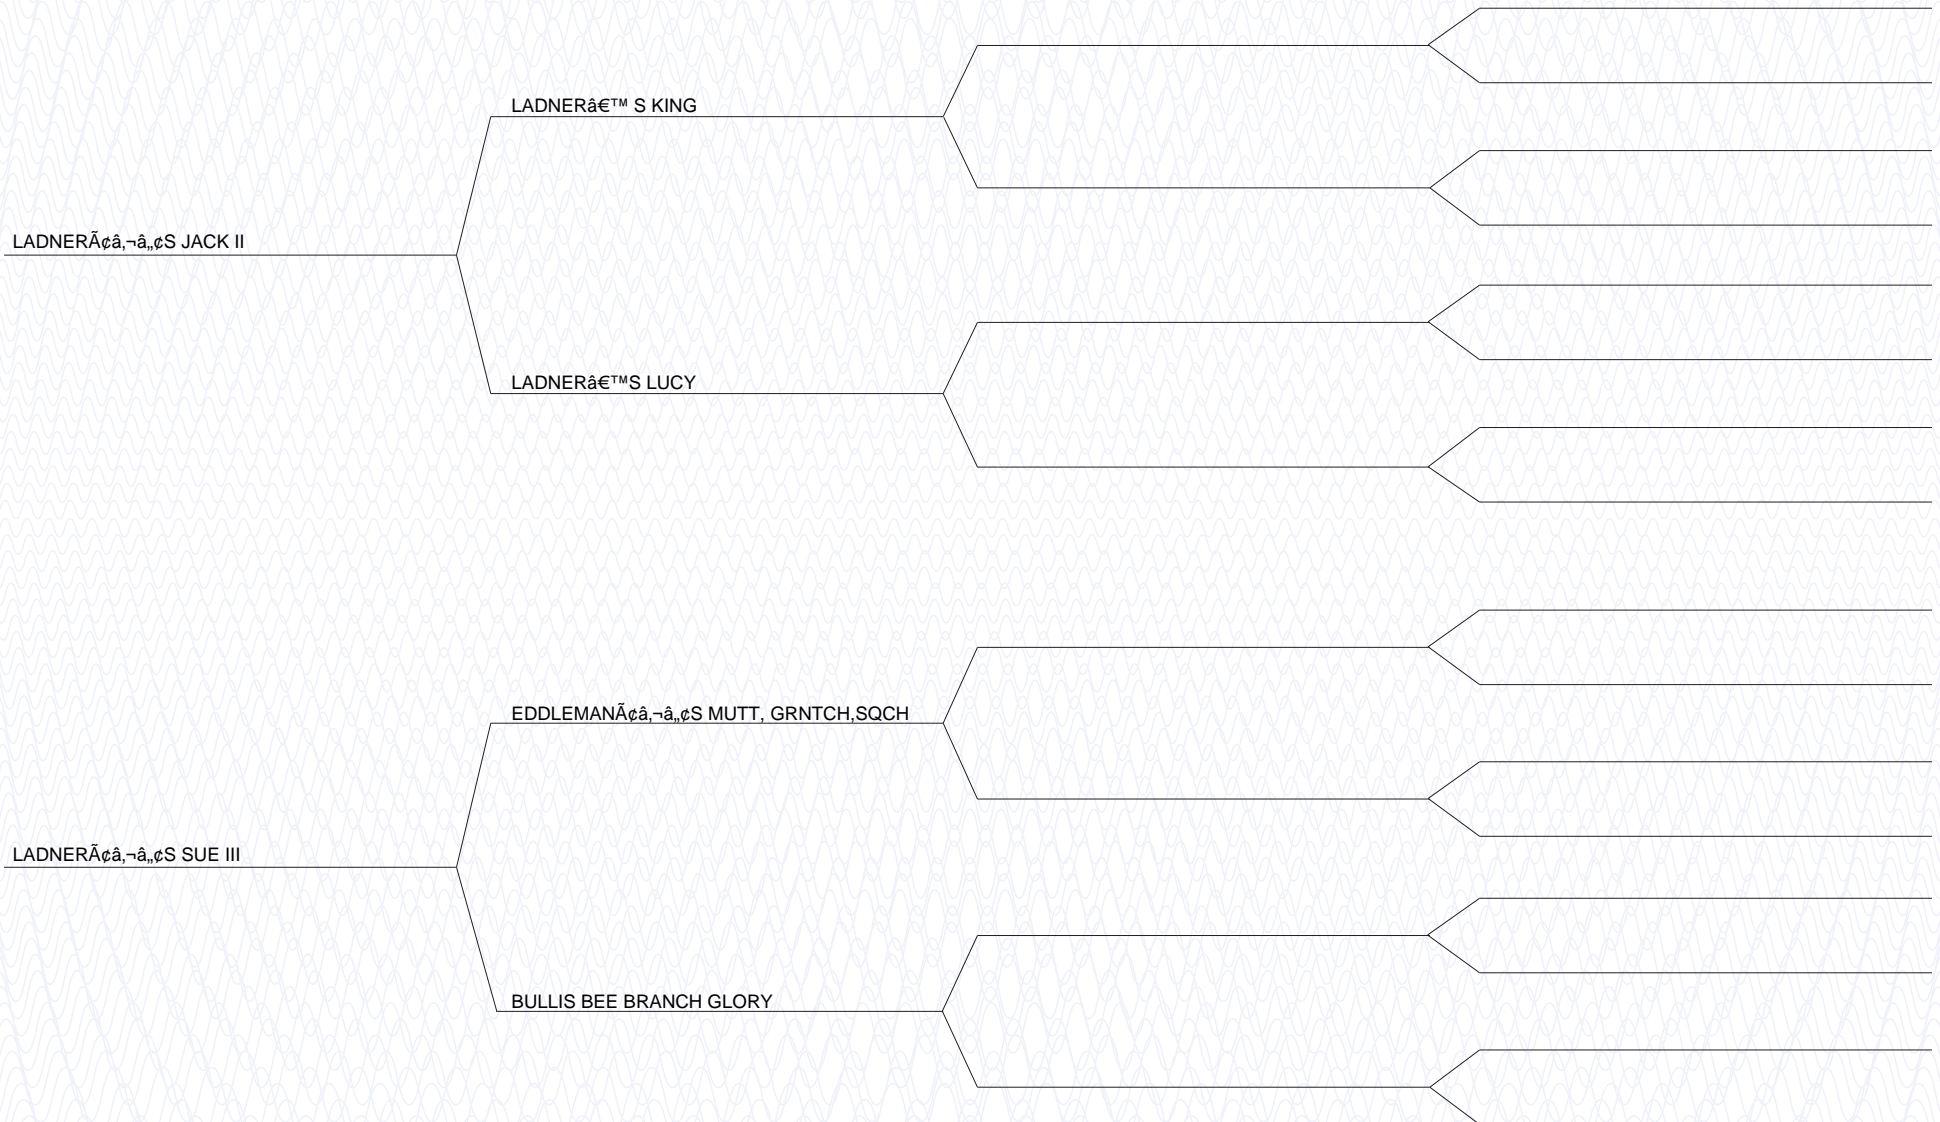 LADNERâ€™ S KING
LADNERÃ¢â‚¬â„¢S JACK II
LADNERâ€™S LUCY
EDDLEMANÃ¢â‚¬â„¢S MUTT, GRNTCH,SQCH
LADNERÃ¢â‚¬â„¢S SUE III
BULLIS BEE BRANCH GLORY